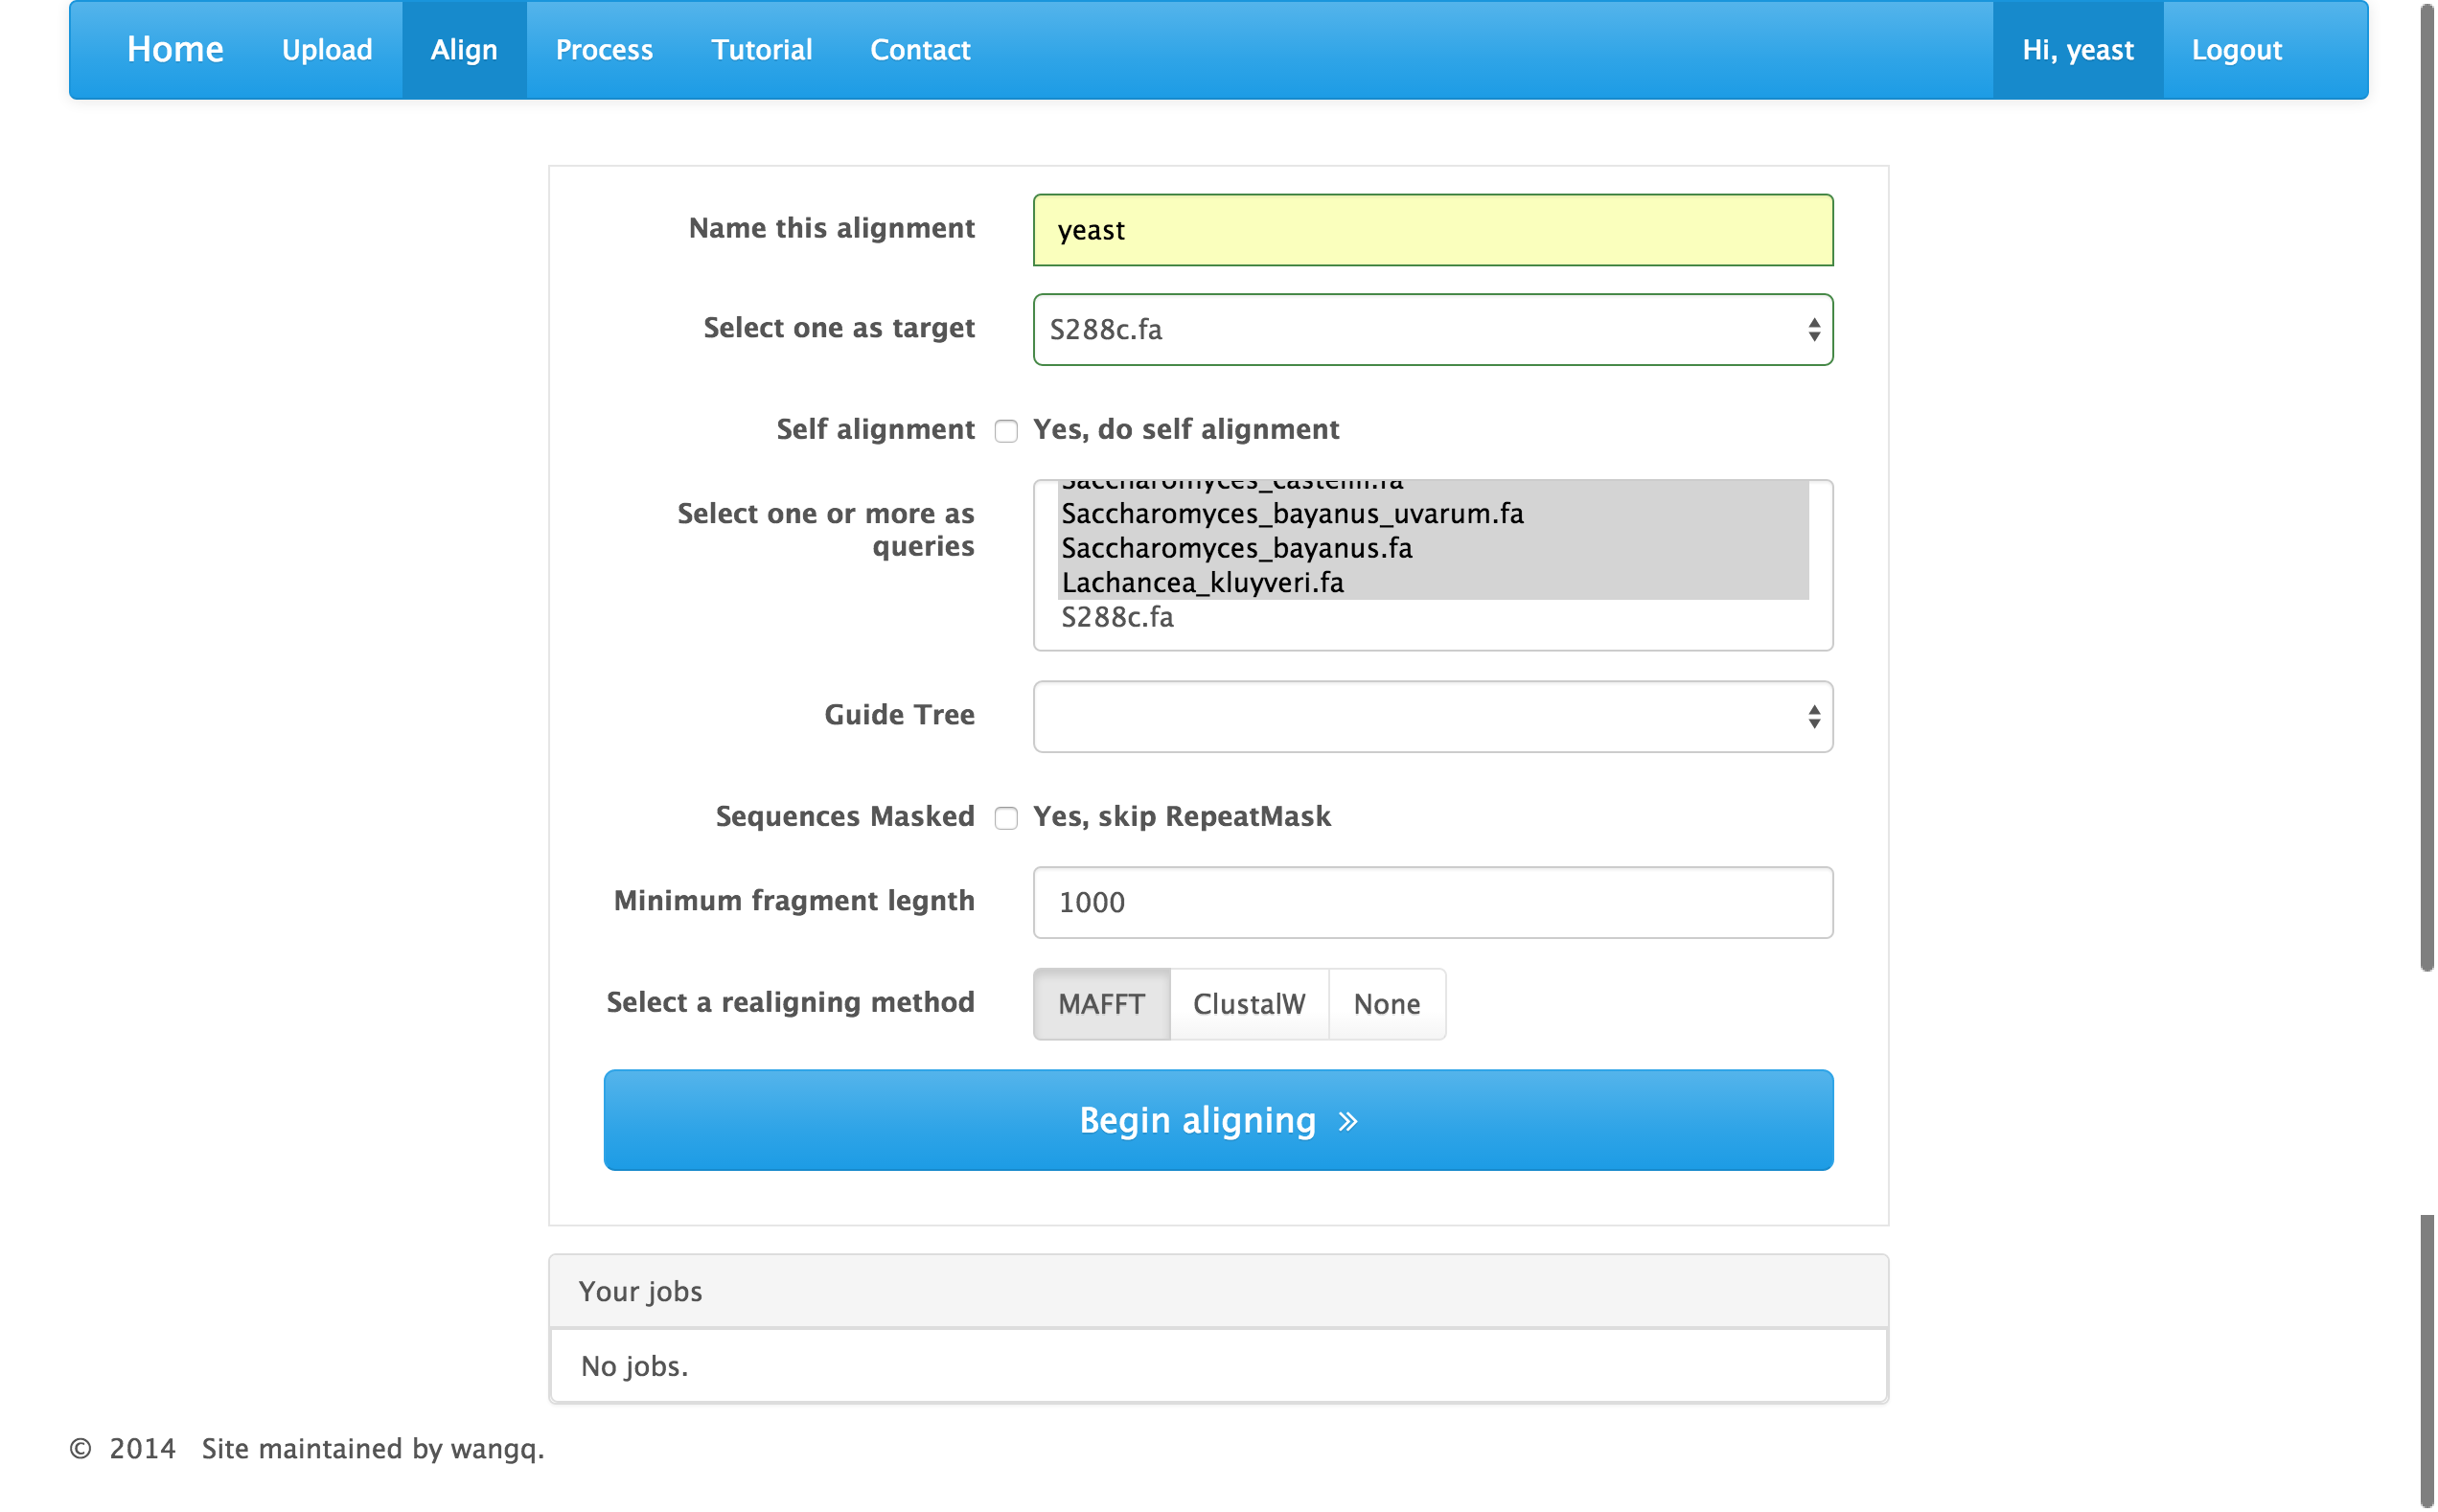 Home Upload Align Process Tutorial Contact Hi, yeast Logout
Name this alignment yeast
Select one as target S288c.fa
Self alignment Yes, do self alignment
Saccharomyces_castellii.fa
Select one or more as Saccharomyces_bayanus_uvarum.fa
queries Saccharomyces_bayanus.fa
Lachancea_kluyveri.fa
S288c.fa
Guide Tree
Sequences Masked Yes, skip RepeatMask
Minimum fragment legnth 1000
Select a realigning method MAFFT ClustalW None
Begin aligning »
Your jobs
No jobs.
© 2014 Site maintained by wangq.